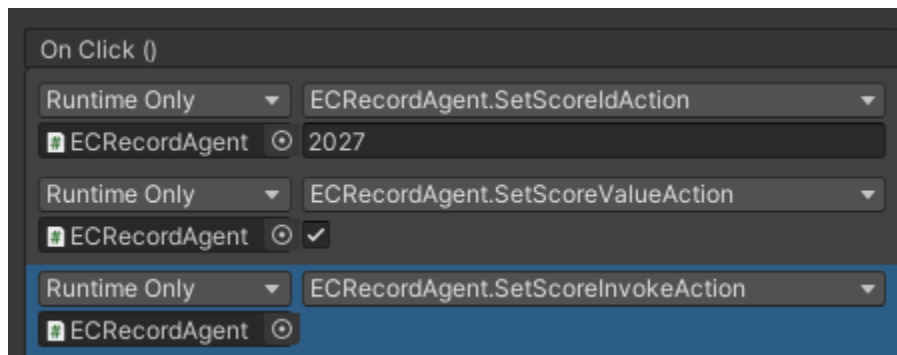 On Click ()
Runtime Only ECRecordAgent.SetScoreIdAction
ECRecordAgent 2027
Runtime Only ECRecordAgent.SetScoreValueAction
ECRecordAgent
Runtime Only ECRecordAgent.SetScoreInvokeAction
ECRecordAgent